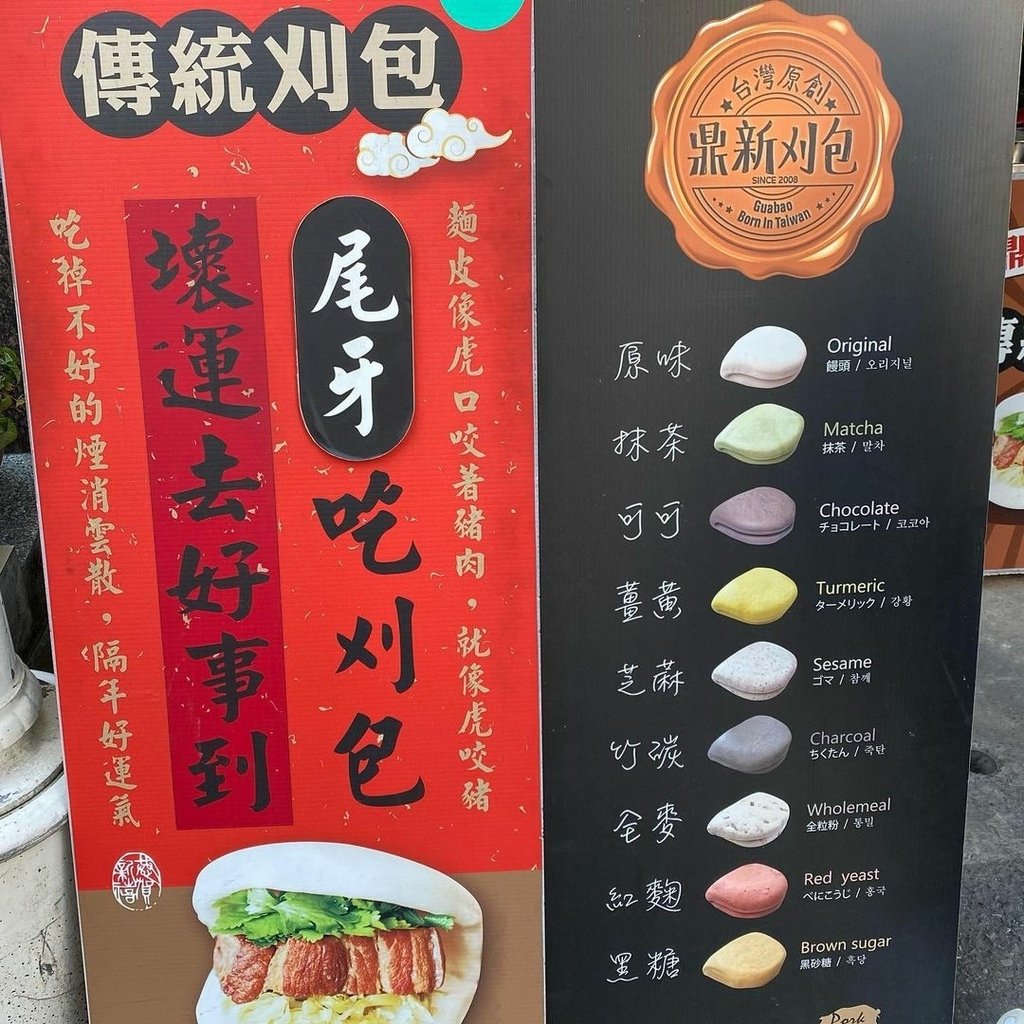 傳統刈包
麵皮像虎口咬著豬肉,就像虎咬豬
尾牙吃刈包
壞運去好事到
吃掉不好的煙消雲散,隔年好運氣
台灣原創
鼎新刈包
SINCE 2008
Guabao
Born In Taiwan
原味
Original
饅頭 / 오리지널
抹茶
Matcha
抹茶 / 말차
可可
Chocolate
チョコレート / 코코아
薑黃
Turmeric
ターメリック / 강황
芝蔴
Sesame
ゴマ / 참깨
竹碳
Charcoal
ちくたん / 죽탄
全麥
Wholemeal
全粒粉 / 통밀
紅麴
Red yeast
べにこうじ / 홍국
黑糖
Brown sugar
黒砂糖 / 흑당
Pork